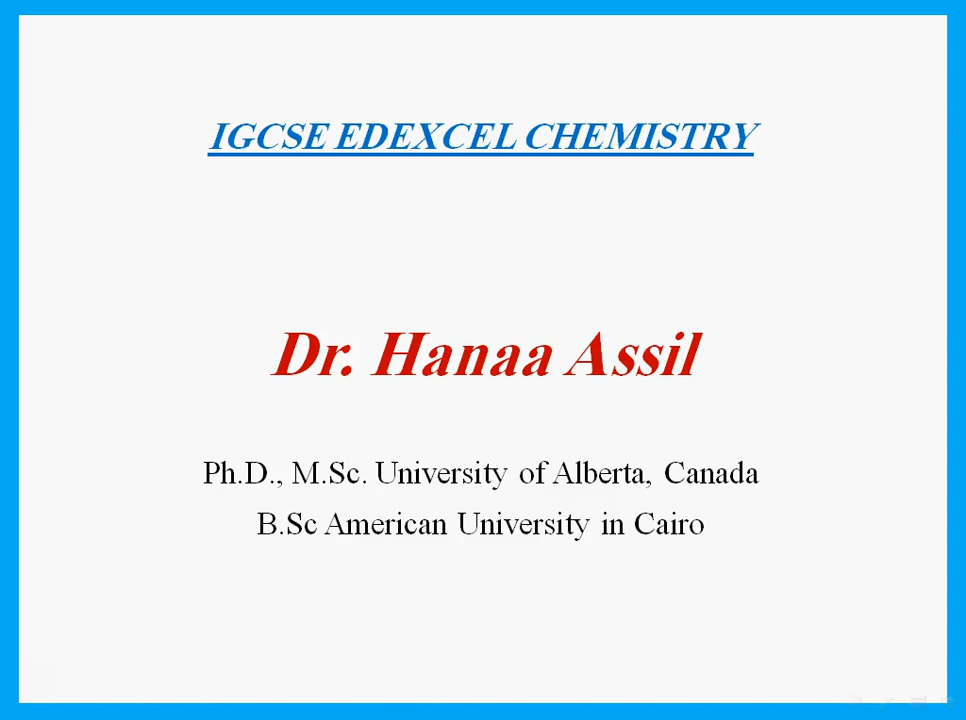 IGCSE EDEXCEL CHEMISTRY
Dr. Hanaa Assil
Ph.D., M.Sc. University of Alberta, Canada
B.Sc American University in Cairo